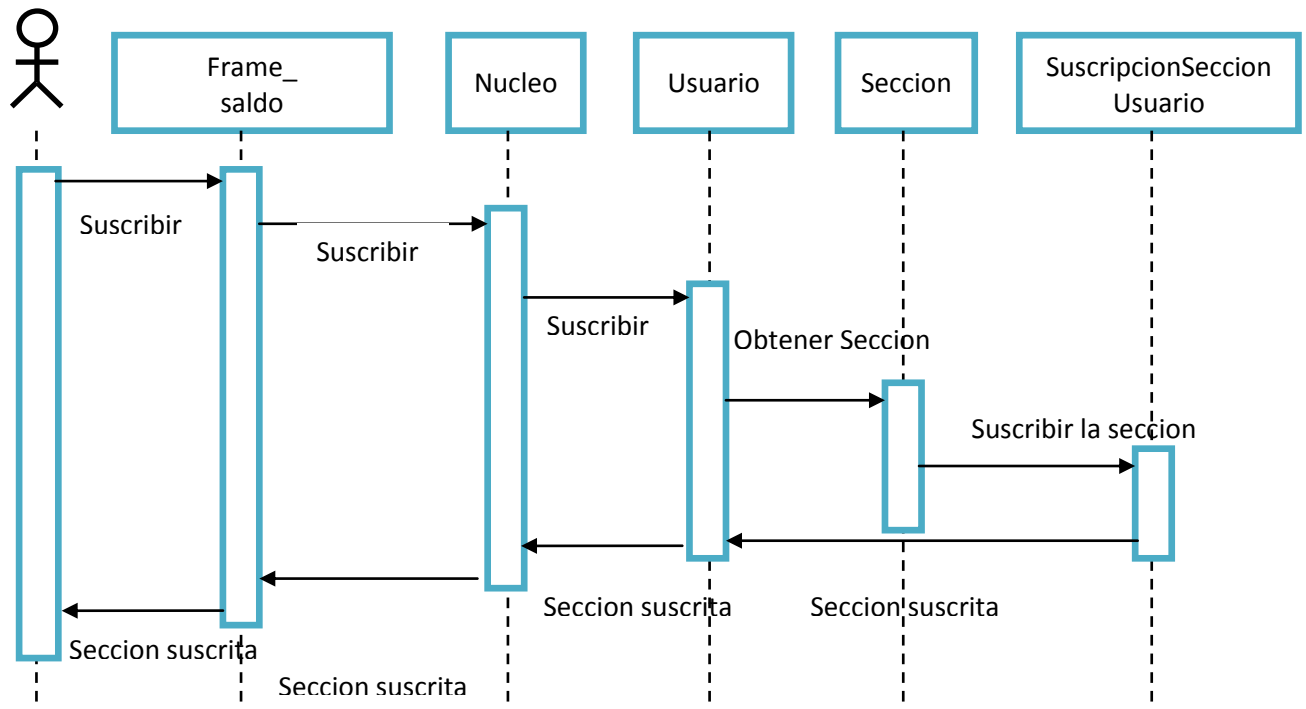 Frame_
saldo
Nucleo
Usuario
Seccion
SuscripcionSeccion
Usuario
Suscribir
Suscribir
Suscribir
Obtener Seccion
Suscribir la seccion
Seccion suscrita
Seccion suscrita
Seccion suscrita
Seccion suscrita